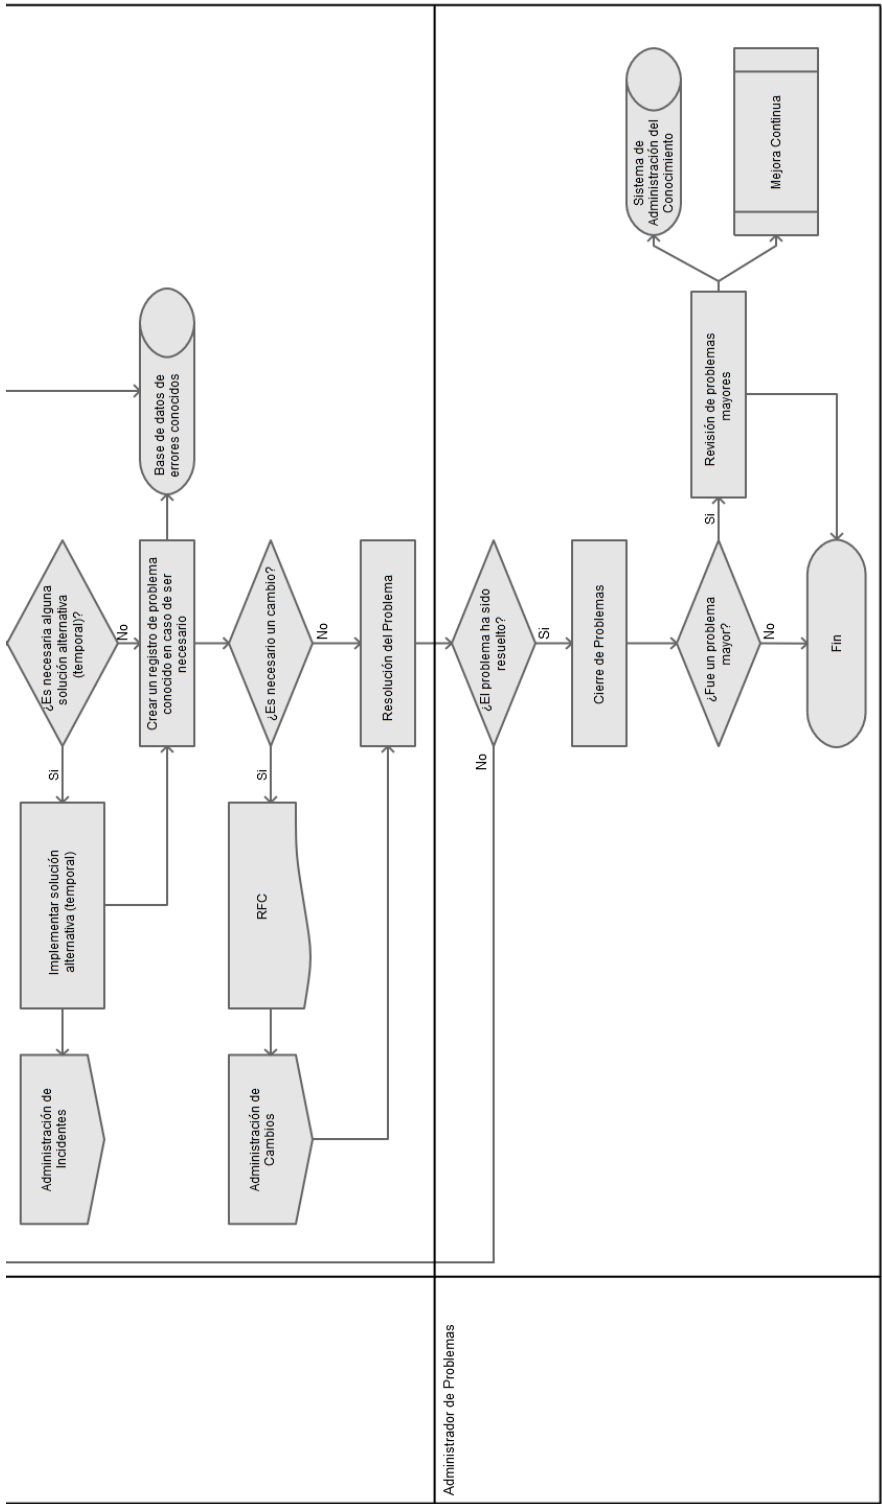 ¿Es necesaria alguna
solución alternativa
(temporal)?
Si
No
Implementar solución
alternativa (temporal)
Administración de
Incidentes
Crear un registro de problema
conocido en caso de ser
necesario
Base de datos de
errores conocidos
¿Es necesario un cambio?
Si
No
RFC
Administración de
Cambios
Resolución del Problema
Administrador de Problemas
¿El problema ha sido
resuelto?
No
Si
Cierre de Problemas
¿Fue un problema
mayor?
Si
No
Revisión de problemas
mayores
Sistema de
Administración del
Conocimiento
Mejora Continua
Fin